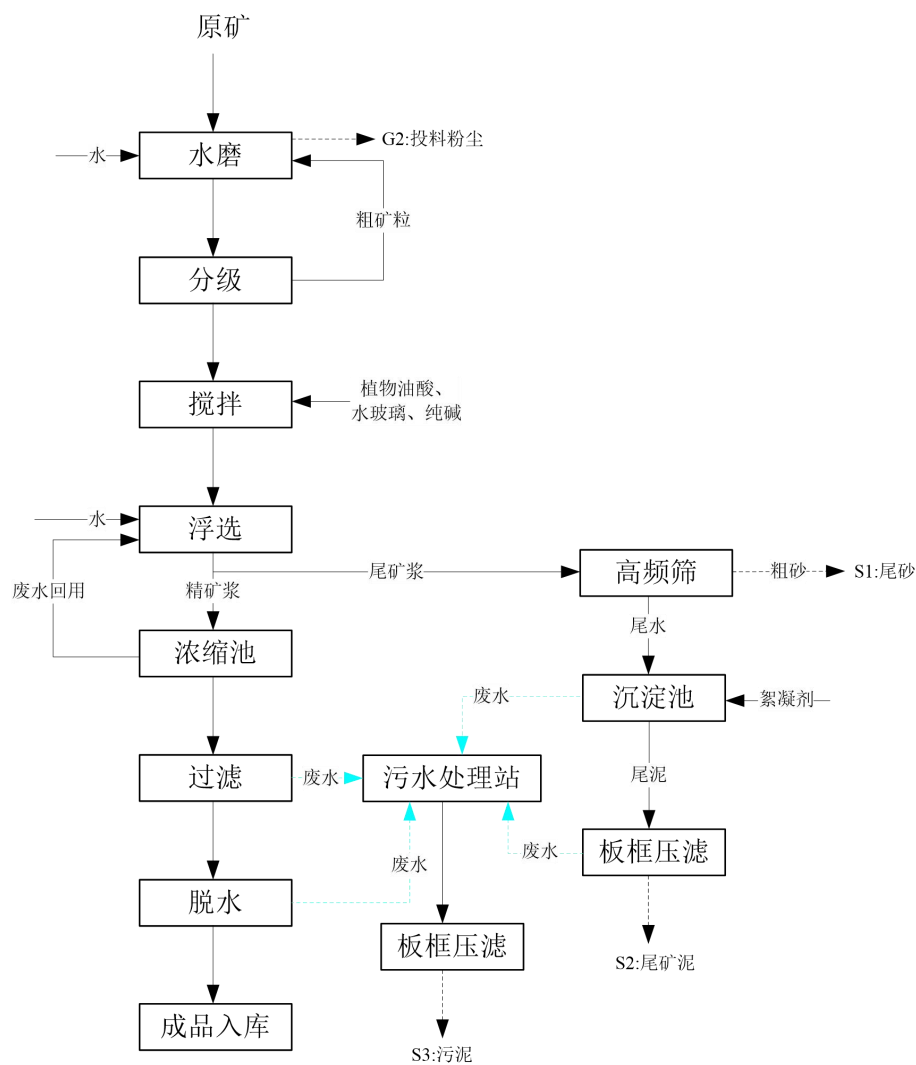 原矿
水磨
G2:投料粉尘
水
粗矿粒
分级
搅拌
植物油酸、
水玻璃、纯碱
水
浮选
废水回用
精矿浆
尾矿浆
高频筛
粗砂
S1:尾砂
尾水
浓缩池
沉淀池
絮凝剂
废水
过滤
废水
污水处理站
尾泥
废水
废水
板框压滤
脱水
板框压滤
S2:尾矿泥
成品入库
S3:污泥